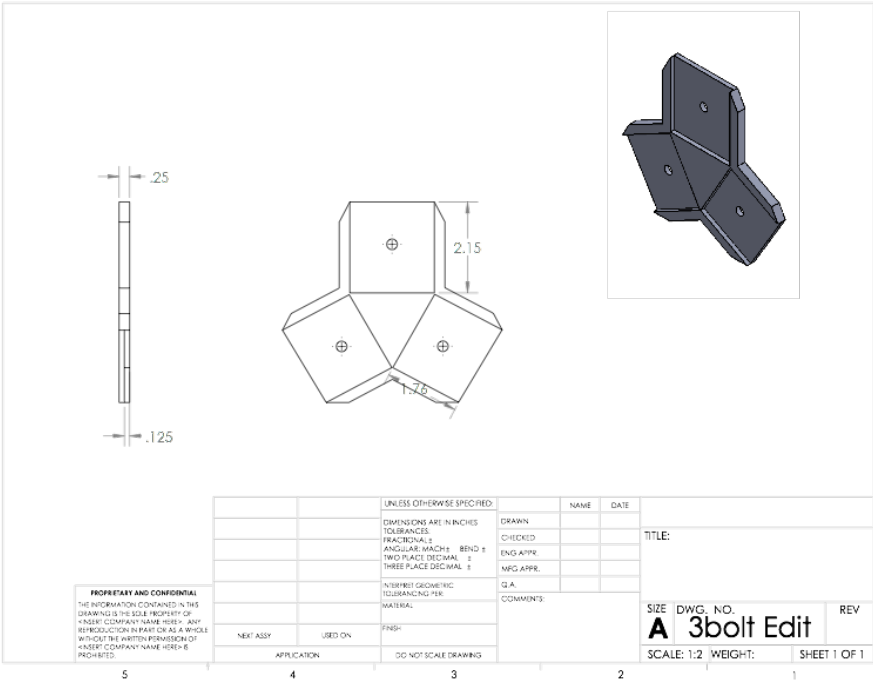 .25
2.15
1.76
.125
UNLESS OTHERWISE SPECIFIED:
DIMENSIONS ARE IN INCHES
TOLERANCES:
FRACTIONAL ±
ANGULAR: MACH ± BEND ±
TWO PLACE DECIMAL ±
THREE PLACE DECIMAL ±
INTERPRET GEOMETRIC
TOLERANCING PER:
MATERIAL
FINISH
DO NOT SCALE DRAWING
NAME DATE
DRAWN
CHECKED
ENG APPR.
MFG APPR.
Q.A.
COMMENTS:
TITLE:
SIZE DWG. NO. REV
A 3bolt Edit
SCALE: 1:2 WEIGHT: SHEET 1 OF 1
PROPRIETARY AND CONFIDENTIAL
THE INFORMATION CONTAINED IN THIS
DRAWING IS THE SOLE PROPERTY OF
<INSERT COMPANY NAME HERE>. ANY
REPRODUCTION IN PART OR AS A WHOLE
WITHOUT THE WRITTEN PERMISSION OF
<INSERT COMPANY NAME HERE> IS
PROHIBITED.
NEXT ASSY USED ON
APPLICATION
5 4 3 2 1